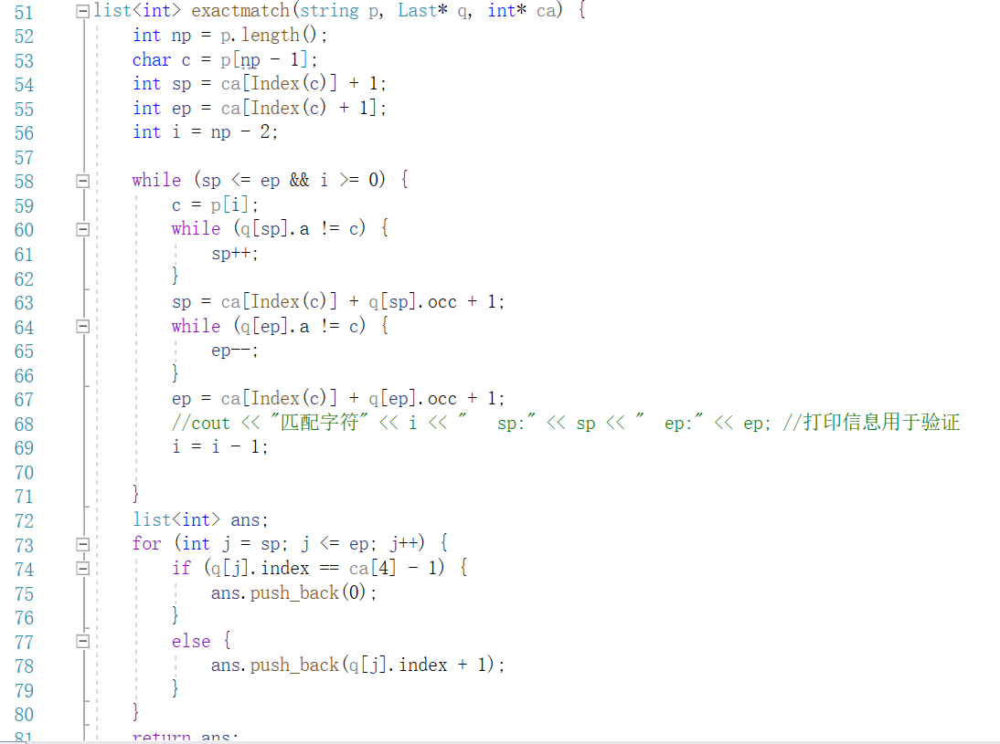 51 list<int> exactmatch(string p, Last* q, int* ca) {
52 int np = p.length();
53 char c = p[np - 1];
54 int sp = ca[Index(c)] + 1;
55 int ep = ca[Index(c) + 1];
56 int i = np - 2;
57
58 while (sp <= ep && i >= 0) {
59 c = p[i];
60 while (q[sp].a != c) {
61 sp++;
62 }
63 sp = ca[Index(c)] + q[sp].occ + 1;
64 while (q[ep].a != c) {
65 ep--;
66 }
67 ep = ca[Index(c)] + q[ep].occ + 1;
68 //cout << "匹配字符" << i << "   sp:" << sp << "  ep:" << ep; //打印信息用于验证
69 i = i - 1;
70
71 }
72 list<int> ans;
73 for (int j = sp; j <= ep; j++) {
74 if (q[j].index == ca[4] - 1) {
75 ans.push_back(0);
76 }
77 else {
78 ans.push_back(q[j].index + 1);
79 }
80 }
81 return ans;